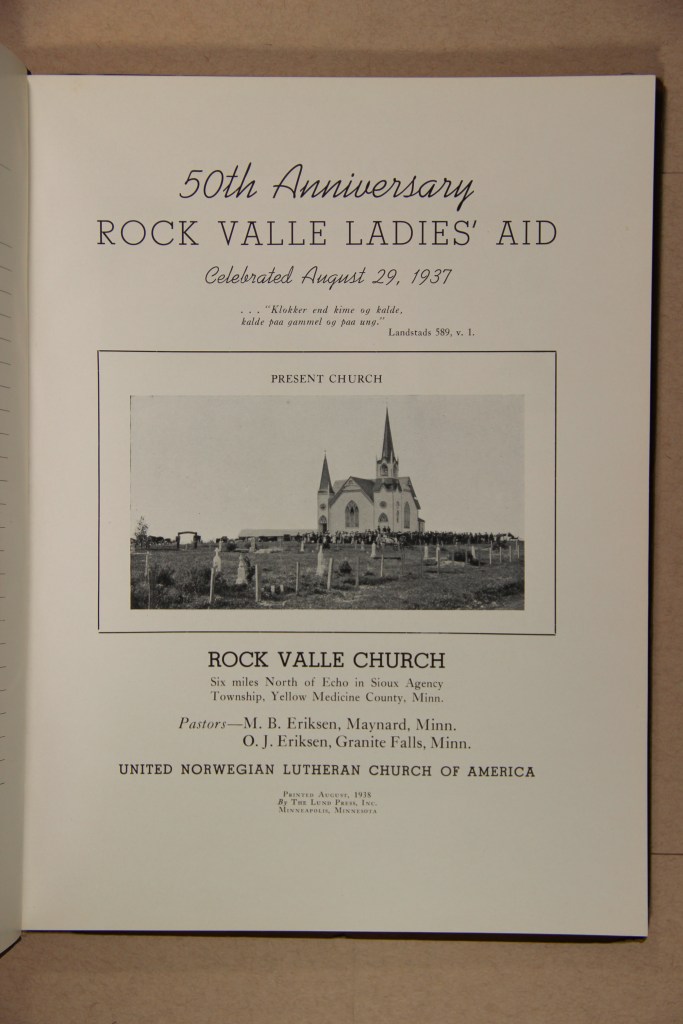 50th Anniversary
ROCK VALLE LADIES' AID
Celebrated August 29, 1937
. . . "Klokker end kime og kalde,
kalde paa gammel og paa ung."
Landstads 589, v. 1.
PRESENT CHURCH
ROCK VALLE CHURCH
Six miles North of Echo in Sioux Agency
Township, Yellow Medicine County, Minn.
Pastors—M. B. Eriksen, Maynard, Minn.
O. J. Eriksen, Granite Falls, Minn.
UNITED NORWEGIAN LUTHERAN CHURCH OF AMERICA
Printed August, 1938
By The Lund Press, Inc.
Minneapolis, Minnesota